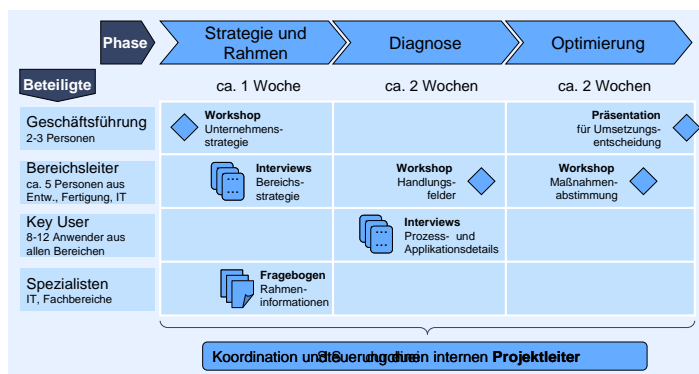 Phase
Strategie und
Rahmen
Diagnose
Optimierung
Beteiligte
ca. 1 Woche
ca. 2 Wochen
ca. 2 Wochen
Geschäftsführung
2-3 Personen
Workshop
Unternehmens-
strategie
Präsentation
für Umsetzungs-
entscheidung
Bereichsleiter
ca. 5 Personen aus
Entw., Fertigung, IT
Interviews
Bereichs-
strategie
Workshop
Handlungs-
felder
Workshop
Maßnahmen-
abstimmung
Key User
8-12 Anwender aus
allen Bereichen
Interviews
Prozess- und
Applikationsdetails
Spezialisten
IT, Fachbereiche
Fragebogen
Rahmen-
informationen
Koordination und internen Projektleiter